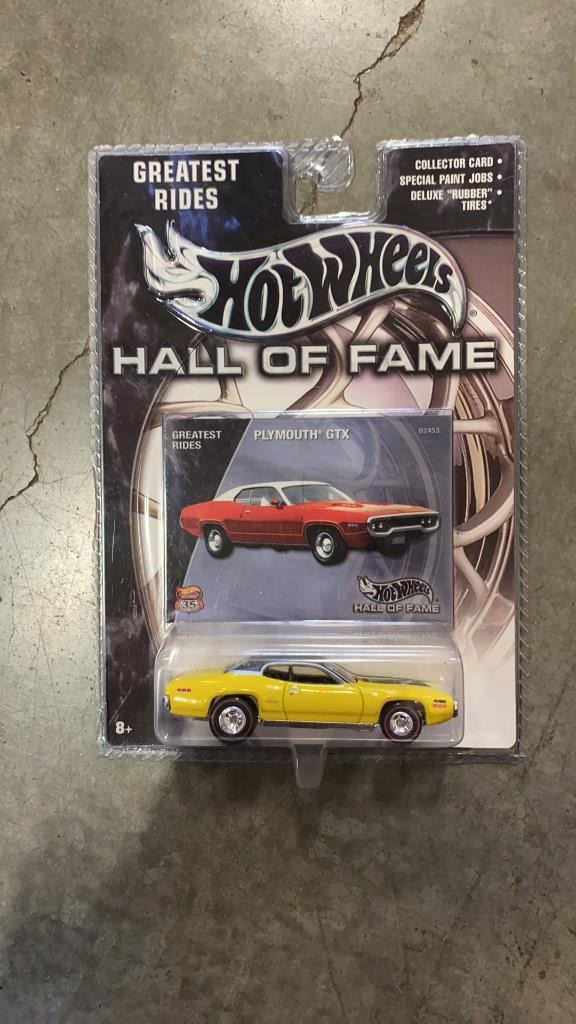 GREATEST
RIDES
COLLECTOR CARD •
SPECIAL PAINT JOBS •
DELUXE "RUBBER" •
TIRES*
HOT WHEELS ®
HALL OF FAME
GREATEST
RIDES
PLYMOUTH® GTX
B2453
35
HOT WHEELS
HALL OF FAME
8+